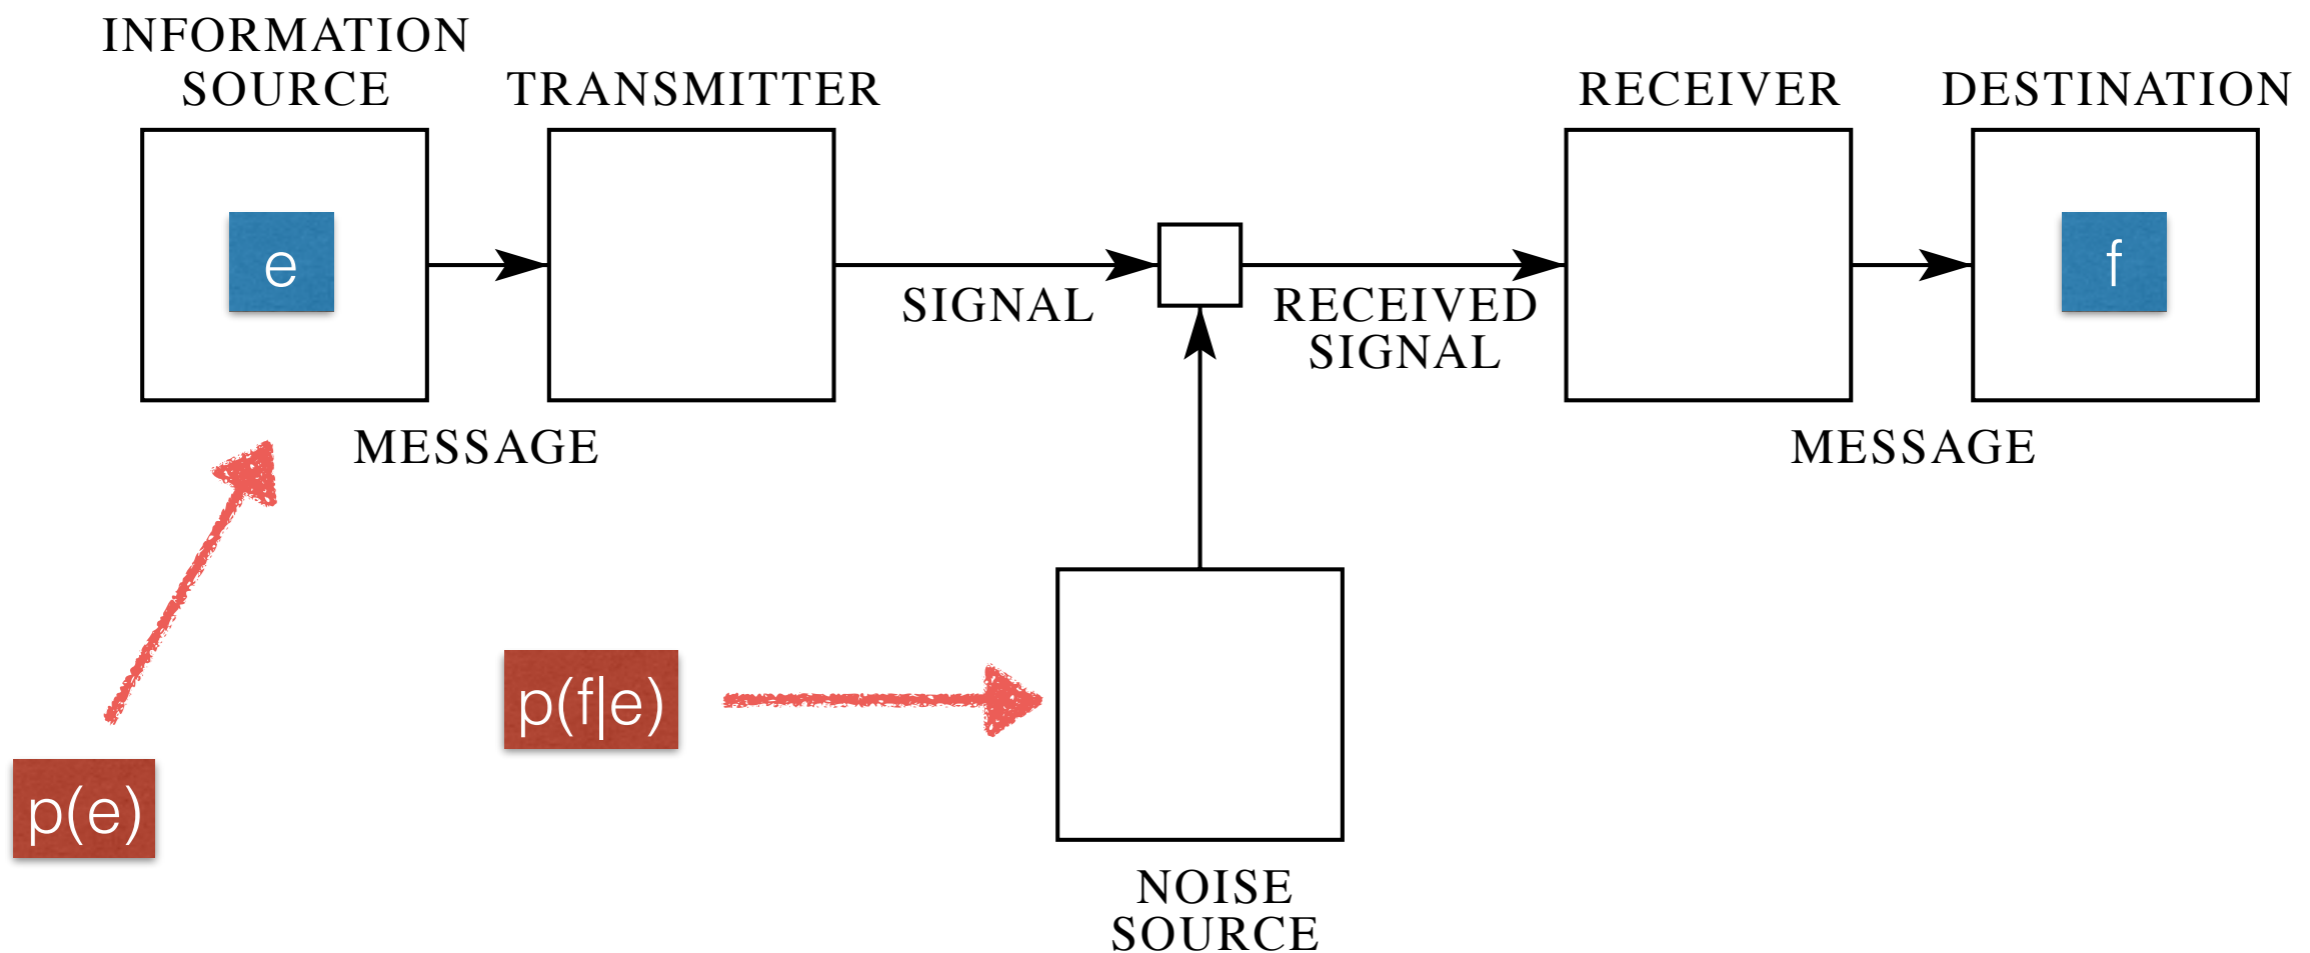 INFORMATION
SOURCE
TRANSMITTER
RECEIVER
DESTINATION
e
f
SIGNAL
RECEIVED
SIGNAL
MESSAGE
MESSAGE
p(f|e)
p(e)
NOISE
SOURCE